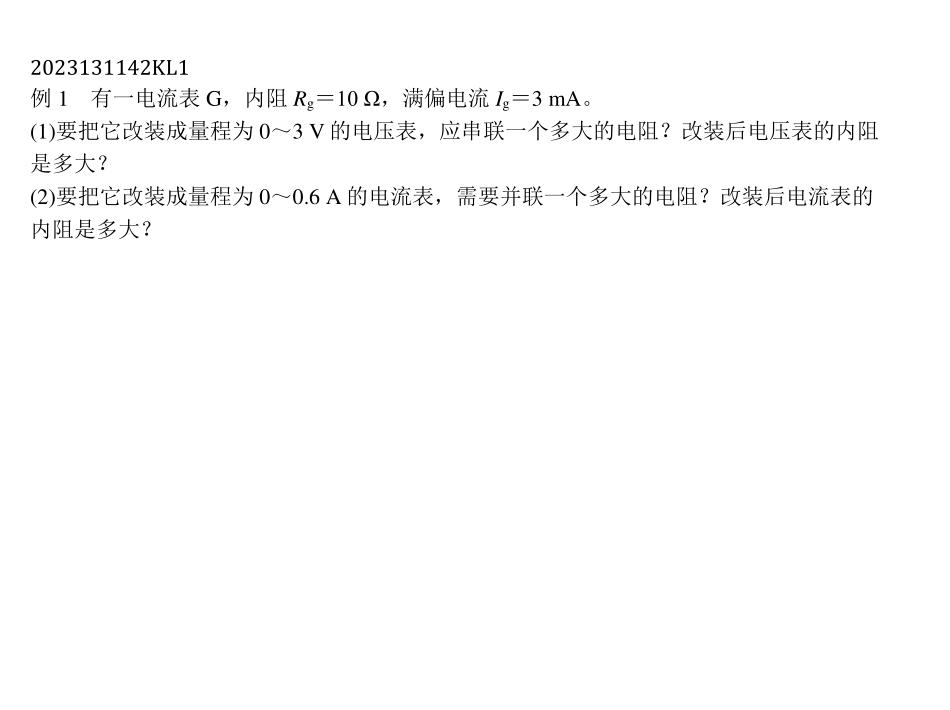 2023131142KL1
例 1　有一电流表 G，内阻 Rg＝10 Ω，满偏电流 Ig＝3 mA。
(1)要把它改装成量程为 0～3 V 的电压表，应串联一个多大的电阻？改装后电压表的内阻
是多大？
(2)要把它改装成量程为 0～0.6 A 的电流表，需要并联一个多大的电阻？改装后电流表的
内阻是多大？